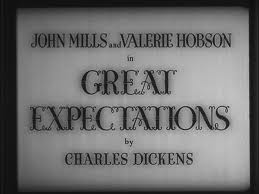 JOHN MILLS and VALERIE HOBSON
in
GREAT
EXPECTATIONS
by
CHARLES DICKENS